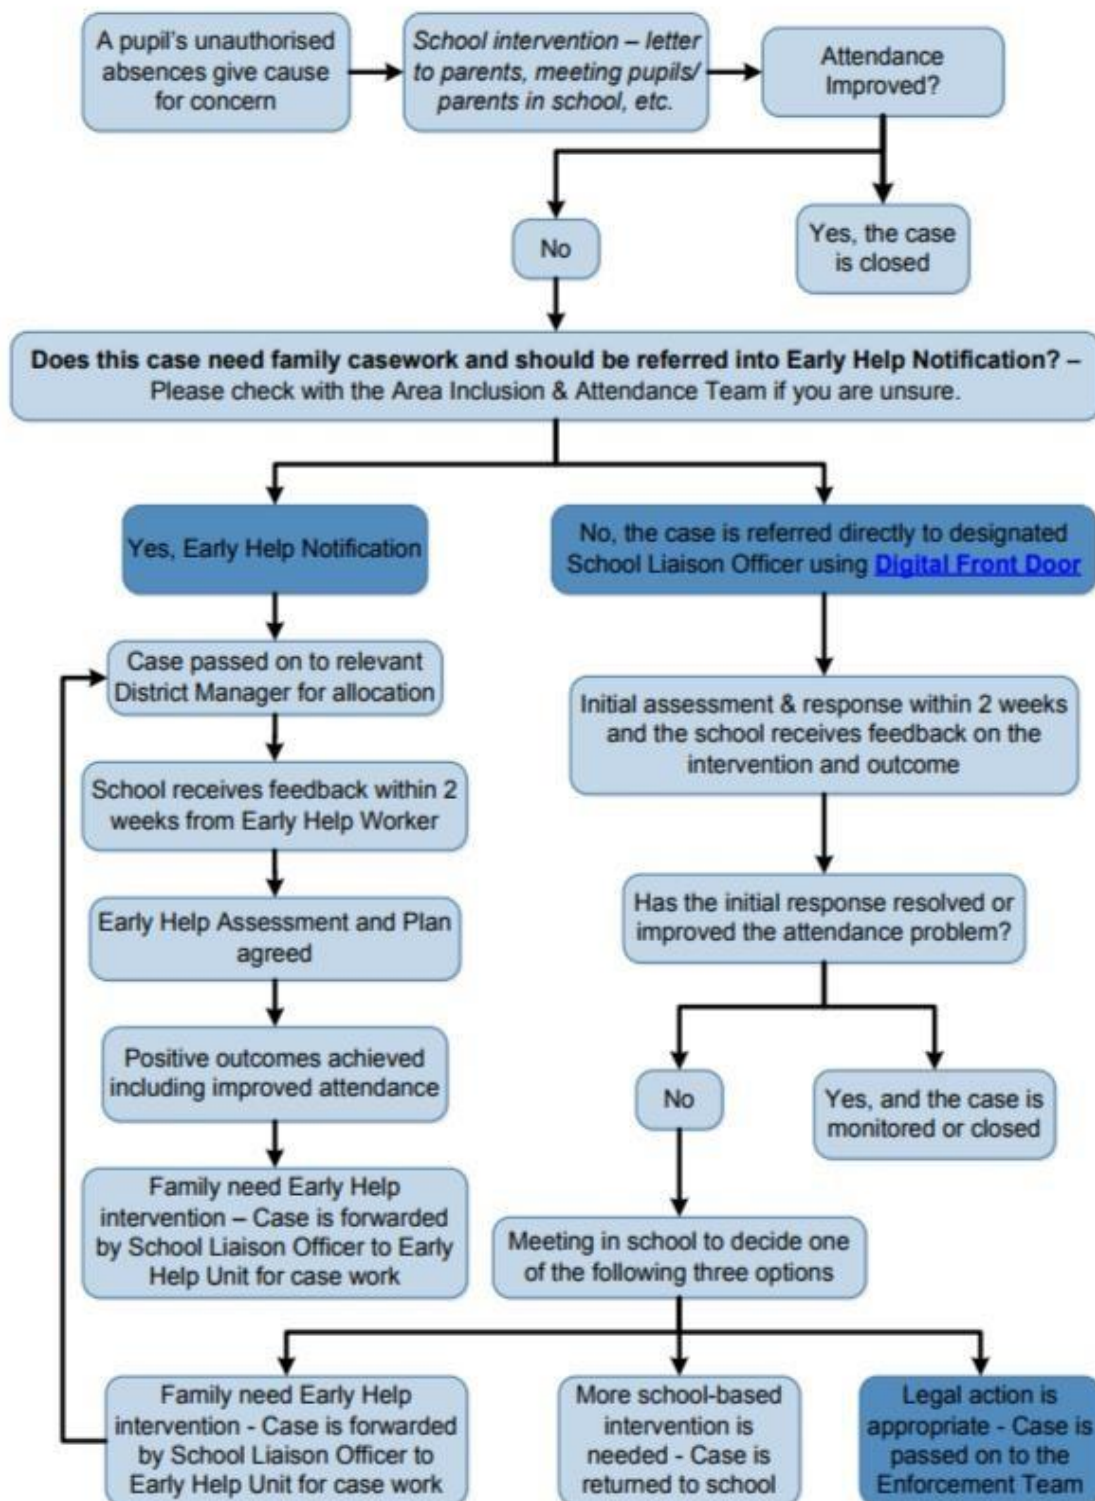 A pupil's unauthorised
absences give cause
for concern
School intervention – letter
to parents, meeting pupils/
parents in school, etc.
Attendance
Improved?
No
Yes, the case
is closed
Does this case need family casework and should be referred into Early Help Notification? –
Please check with the Area Inclusion & Attendance Team if you are unsure.
Yes, Early Help Notification
No, the case is referred directly to designated
School Liaison Officer using Digital Front Door
Case passed on to relevant
District Manager for allocation
School receives feedback within 2
weeks from Early Help Worker
Early Help Assessment and Plan
agreed
Positive outcomes achieved
including improved attendance
Family need Early Help
intervention – Case is forwarded
by School Liaison Officer to Early
Help Unit for case work
Initial assessment & response within 2 weeks
and the school receives feedback on the
intervention and outcome
Has the initial response resolved or
improved the attendance problem?
No
Yes, and the case is
monitored or closed
Meeting in school to decide one
of the following three options
Family need Early Help
intervention - Case is forwarded
by School Liaison Officer to
Early Help Unit for case work
More school-based
intervention is
needed - Case is
returned to school
Legal action is
appropriate - Case is
passed on to the
Enforcement Team